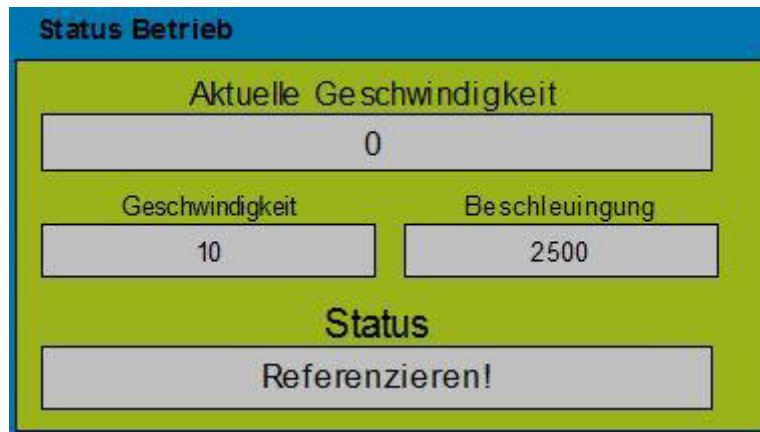 Status Betrieb
Aktuelle Geschwindigkeit
0
Geschwindigkeit Beschleuingung
10 2500
Status
Referenzieren!